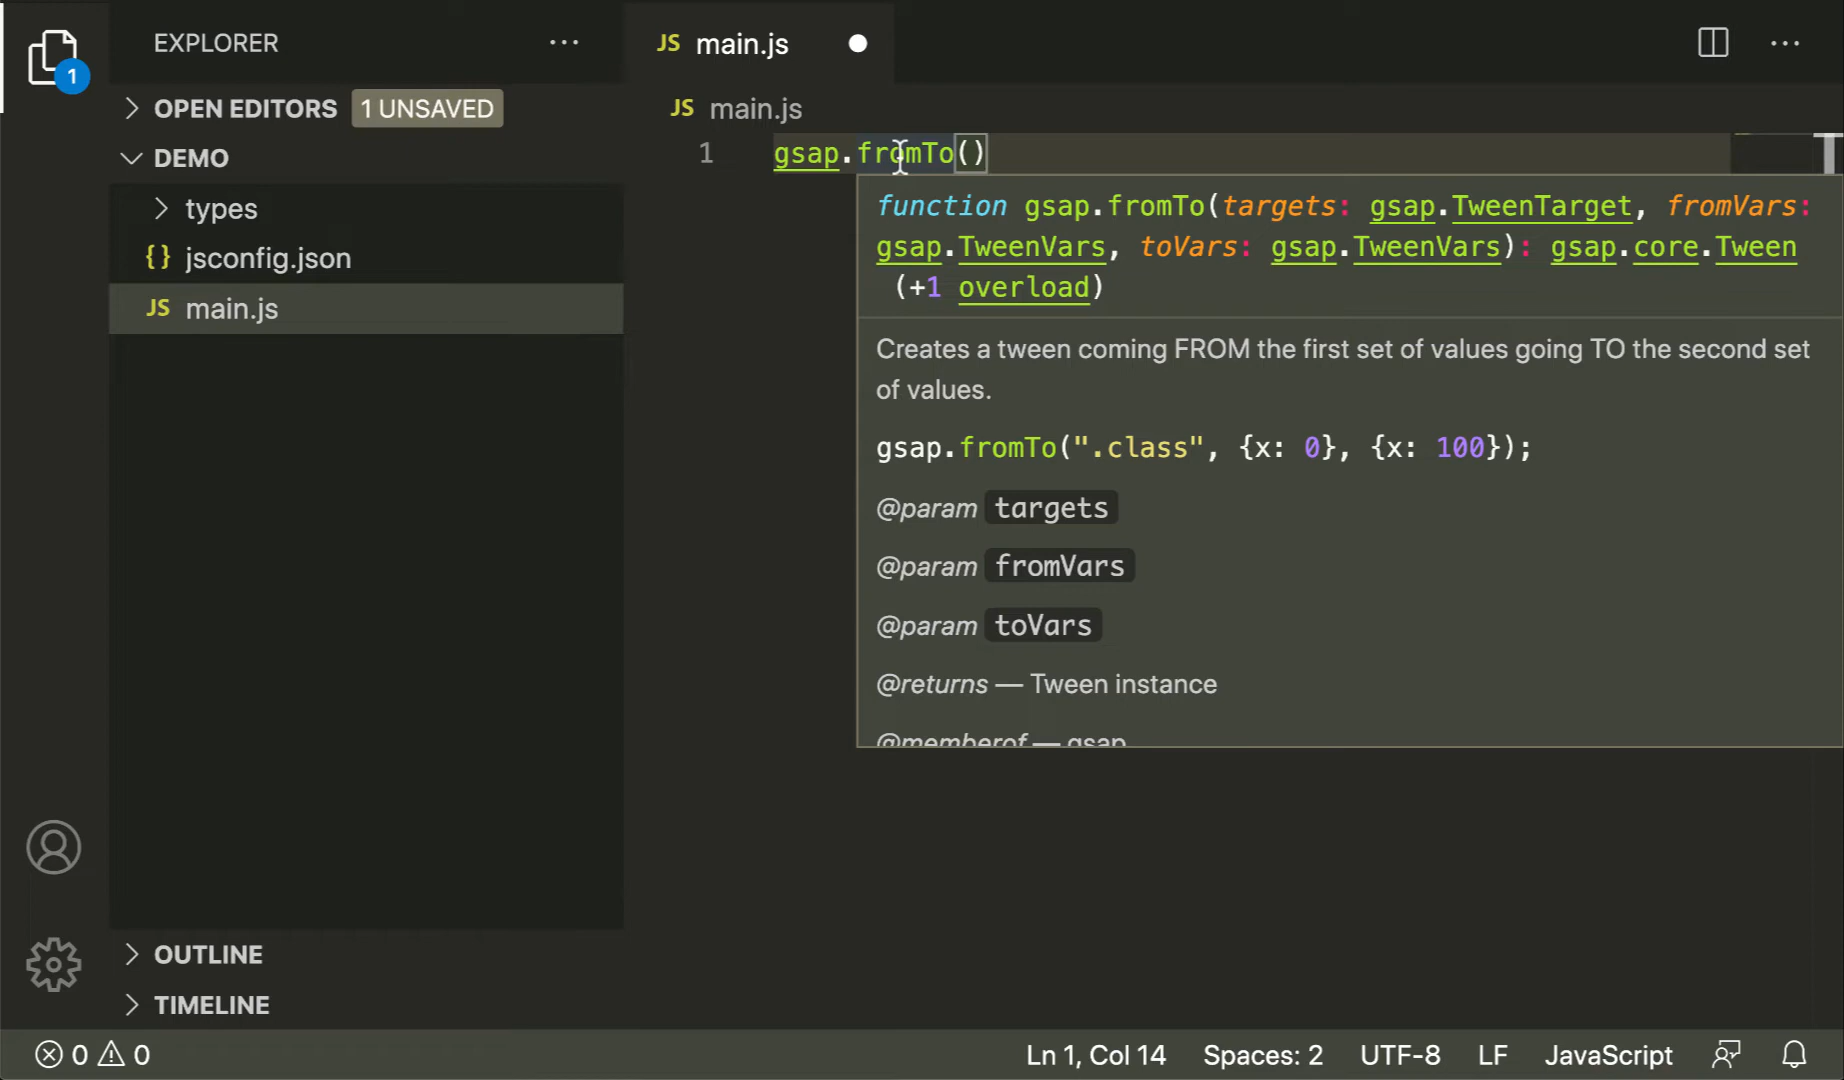 EXPLORER
1
OPEN EDITORS 1 UNSAVED
DEMO
types
{} jsconfig.json
JS main.js
OUTLINE
TIMELINE
JS main.js
JS main.js
1 gsap.fromTo()
function gsap.fromTo(targets: gsap.TweenTarget, fromVars:
gsap.TweenVars, toVars: gsap.TweenVars): gsap.core.Tween
(+1 overload)
Creates a tween coming FROM the first set of values going TO the second set
of values.
gsap.fromTo(".class", {x: 0}, {x: 100});
@param targets
@param fromVars
@param toVars
@returns — Tween instance
@memberof — gsap
0 0 Ln 1, Col 14 Spaces: 2 UTF-8 LF JavaScript